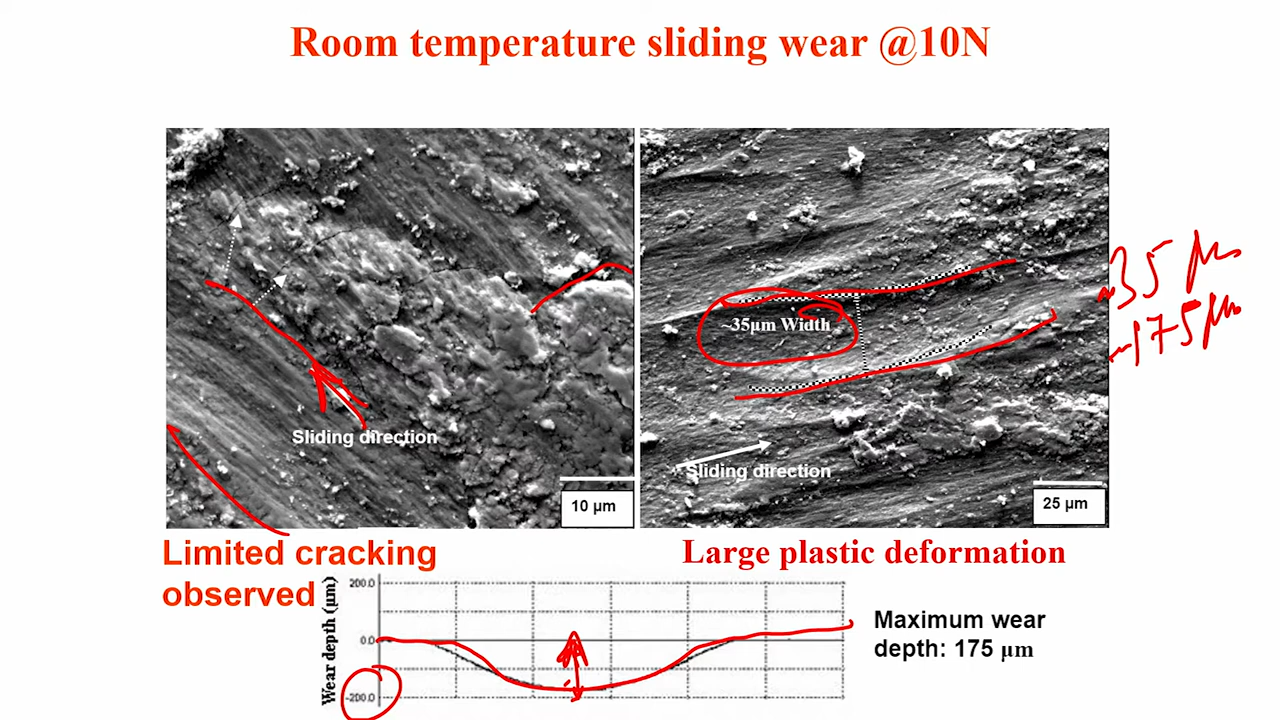 Room temperature sliding wear @10N
~35μm Width
Sliding direction
10 μm
Sliding direction
25 μm
~35 μm
~175 μm
Limited cracking
observed
Large plastic deformation
Wear depth (μm)
200.0
0.0
-200.0
Maximum wear
depth: 175 μm